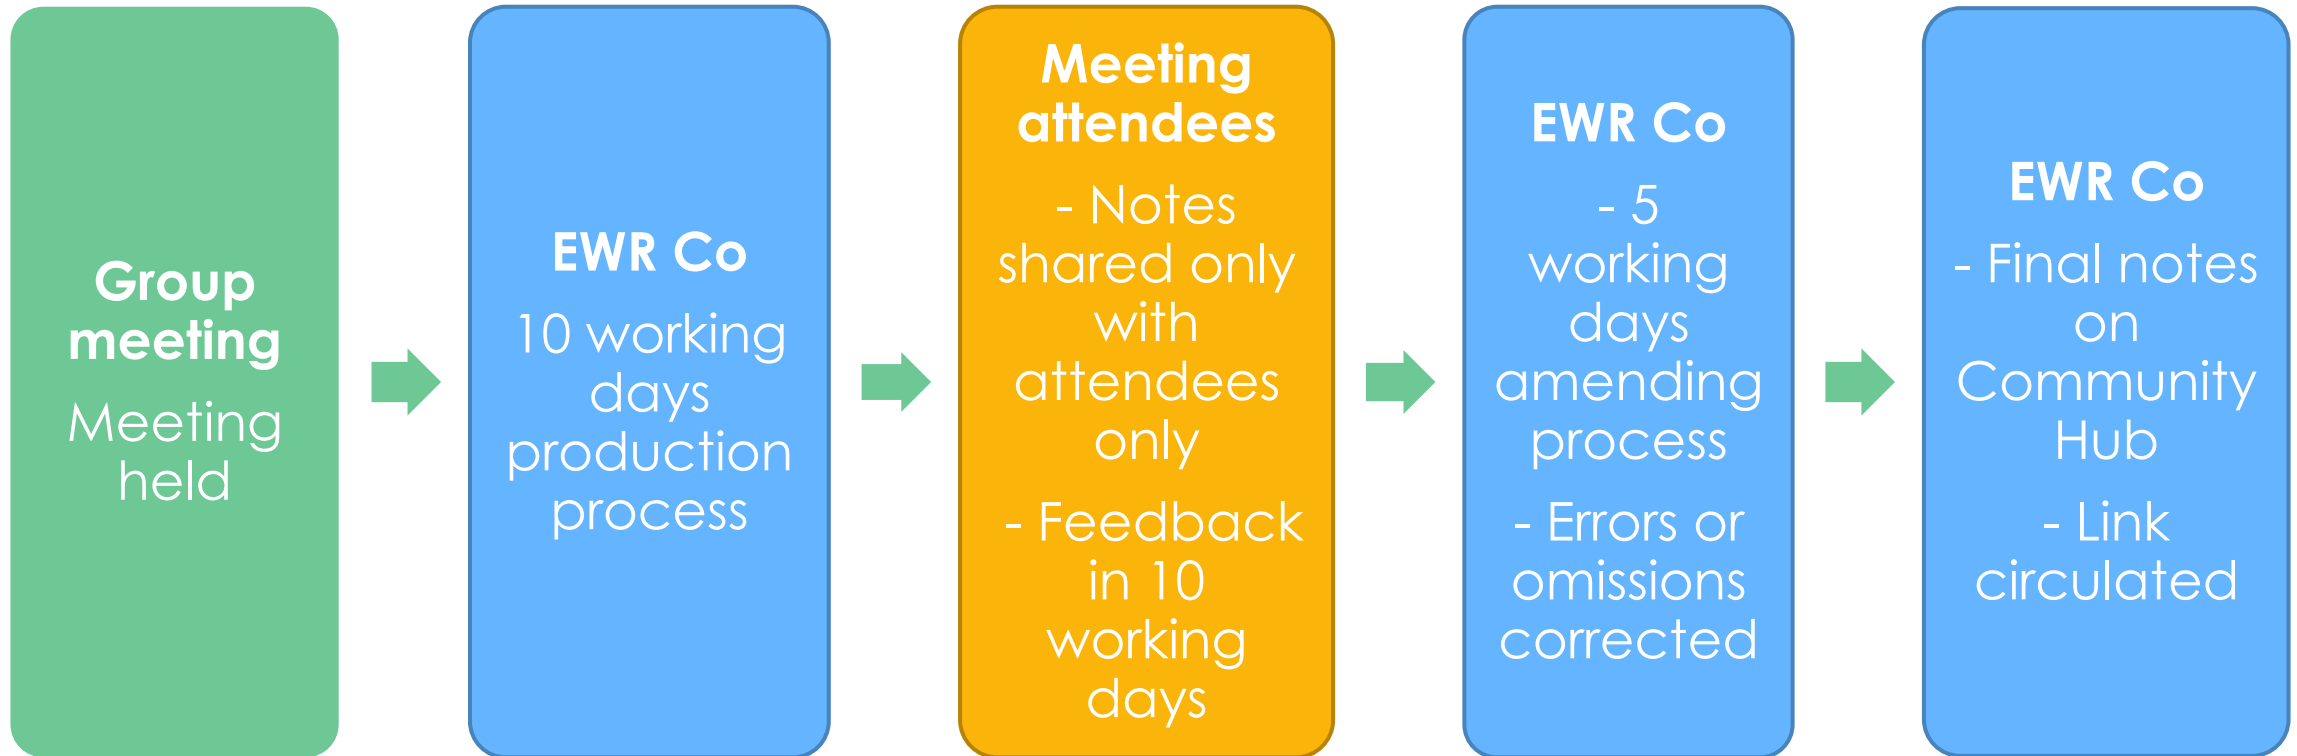 Group
meeting
Meeting
held
EWR Co
10 working
days
production
process
Meeting
attendees
- Notes
shared only
with
attendees
only
- Feedback
in 10
working
days
EWR Co
- 5
working
days
amending
process
- Errors or
omissions
corrected
EWR Co
- Final notes
on
Community
Hub
- Link
circulated